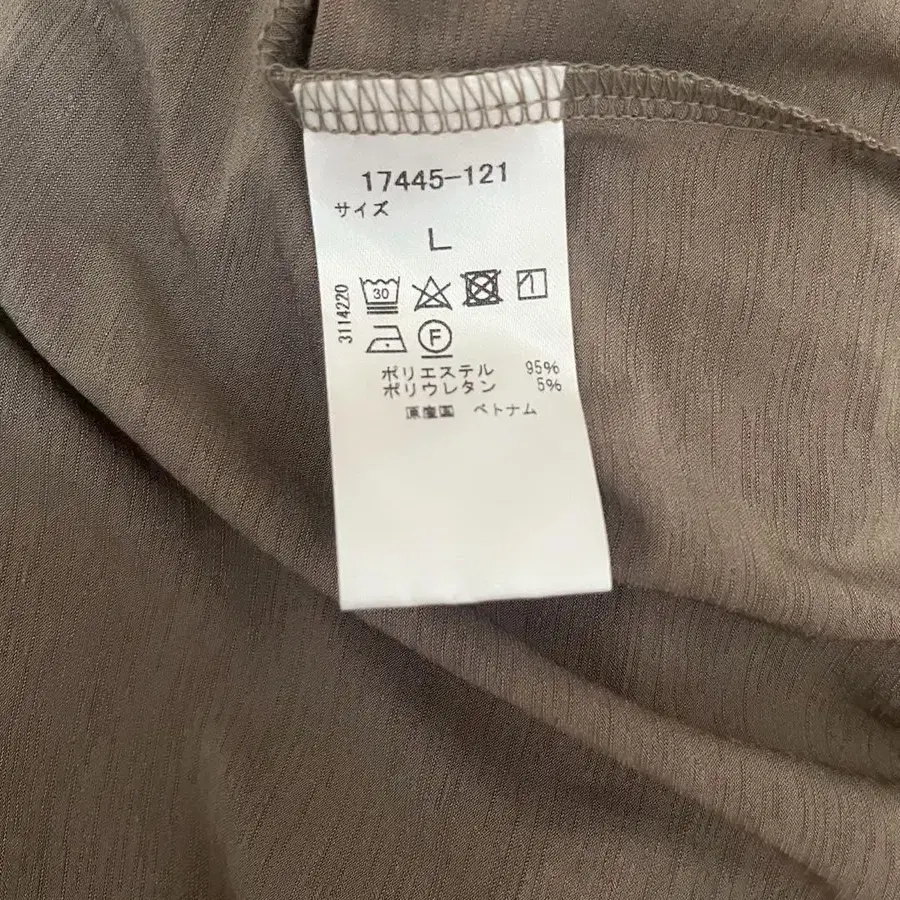 17445-121
サイズ
L
3114220
30
F
ポリエステル 95%
ポリウレタン 5%
原産国 ベトナム